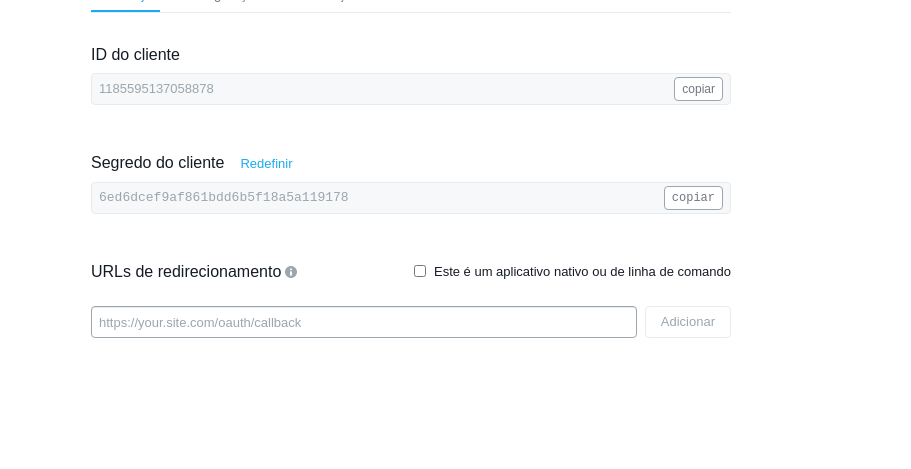 ID do cliente
1185595137058878
copiar
Segredo do cliente Redefinir
6ed6dcef9af861bdd6b5f18a5a119178
copiar
URLs de redirecionamento
Este é um aplicativo nativo ou de linha de comando
https://your.site.com/oauth/callback
Adicionar